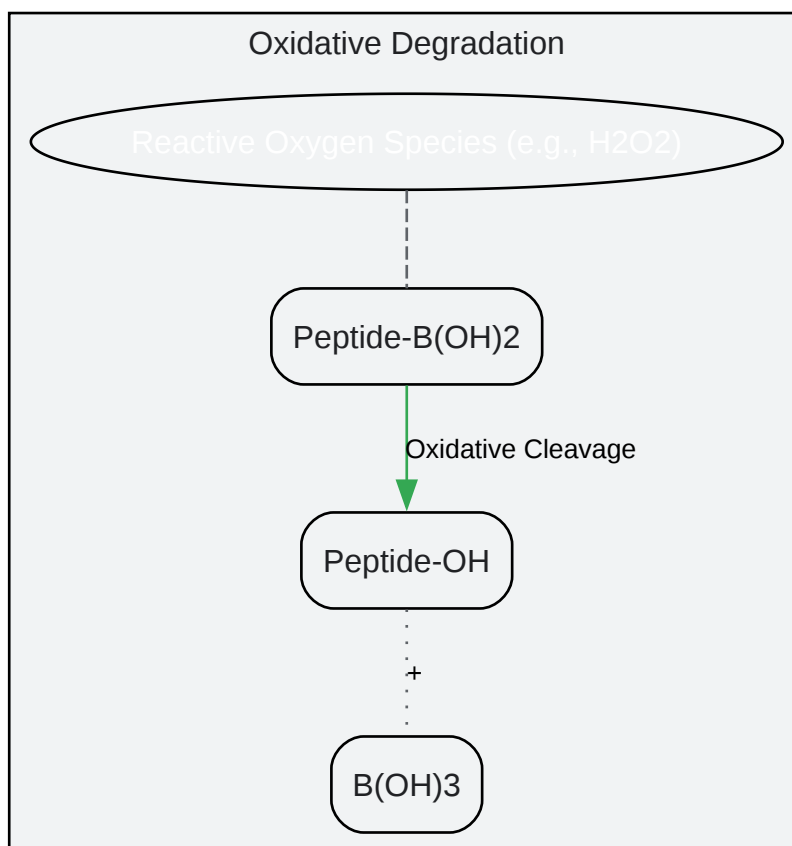 Oxidative Degradation
Reactive Oxygen Species (e.g., H2O2)
Peptide-B(OH)2
Oxidative Cleavage
Peptide-OH
+
B(OH)3